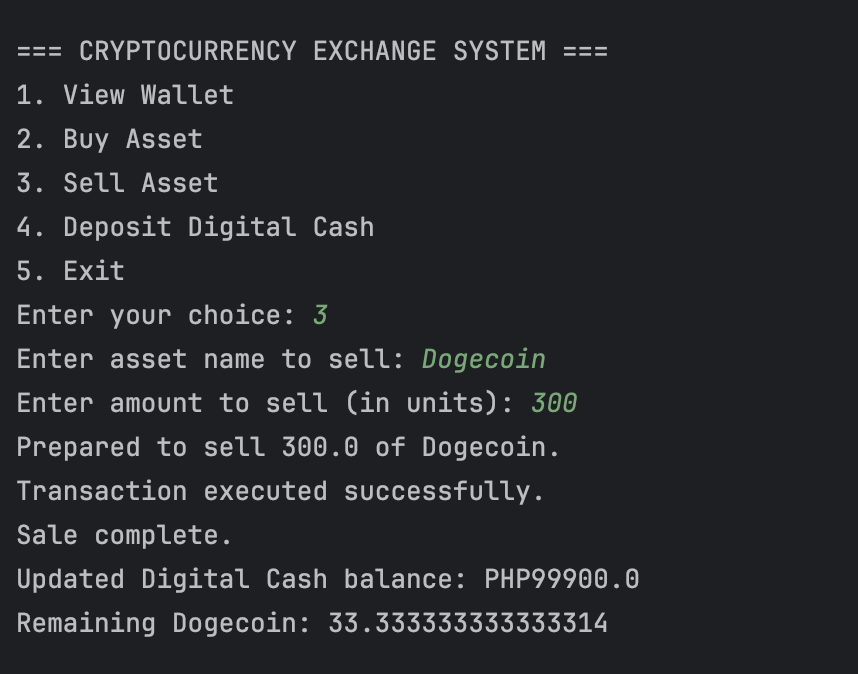 === CRYPTOCURRENCY EXCHANGE SYSTEM ===
1. View Wallet
2. Buy Asset
3. Sell Asset
4. Deposit Digital Cash
5. Exit
Enter your choice: 3
Enter asset name to sell: Dogecoin
Enter amount to sell (in units): 300
Prepared to sell 300.0 of Dogecoin.
Transaction executed successfully.
Sale complete.
Updated Digital Cash balance: PHP99900.0
Remaining Dogecoin: 33.333333333333314